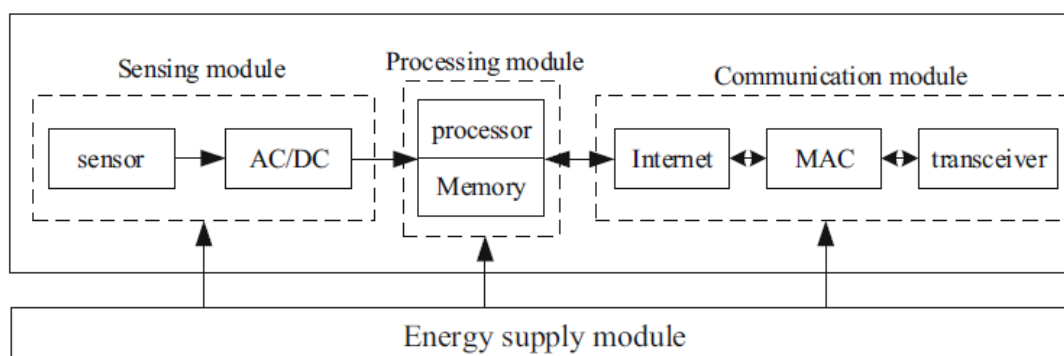 Sensing module
Processing module
Communication module
sensor
AC/DC
processor
Memory
Internet
MAC
transceiver
Energy supply module